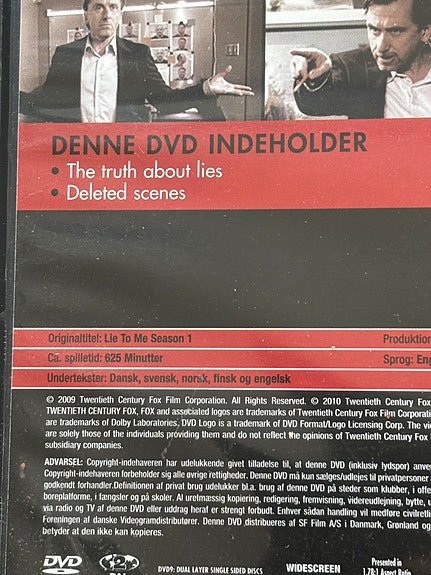 DENNE DVD INDEHOLDER
• The truth about lies
• Deleted scenes
Originaltitel: Lie To Me Season 1 Produktion
Ca. spilletid: 625 Minutter Sprog: Eng
Undertekster: Dansk, svensk, norsk, finsk og engelsk
© 2009 Twentieth Century Fox Film Corporation. All Rights Reserved. © 2010 Twentieth Century Fox
TWENTIETH CENTURY FOX, FOX and associated logos are trademarks of Twentieth Century Fox Film Corporati
are trademarks of Dolby Laboratories. DVD Logo is a trademark of DVD Format/Logo Licensing Corp. The vi
are solely those of the individuals providing them and do not reflect the opinions of Twentieth Century Fox
subsidiary companies.
ADVARSEL: Copyright-indehaveren har udelukkende givet tilladelse til, at denne DVD (inklusiv lydspor) anve
Copyright-indehaveren forbeholder sig alle øvrige rettigheder. Denne DVD må kun sælges/udlejes til privatpersoner
godkendt forhandler.Definitionen af privat brug udelukker bl.a. brug af denne DVD på steder som klubber, i offe
boreplatforme, i fængsler og på skoler. Al uretmæssig kopiering, redigering, fremvisning, videreudlejning, bytte,
via radio og TV af denne DVD eller uddrag heraf er strengt forbudt. Enhver sådan handling vil medføre civilretli
Foreningen af danske Videogramdistributører. Denne DVD distribueres af SF Film A/S i Danmark, Grønland og
betyder at den ikke kan kopieres.
DVD 2 WIDESCREEN Presented in
DVD9: DUAL LAYER SINGLE SIDED DISCS 1.78:1 Aspect Ratio